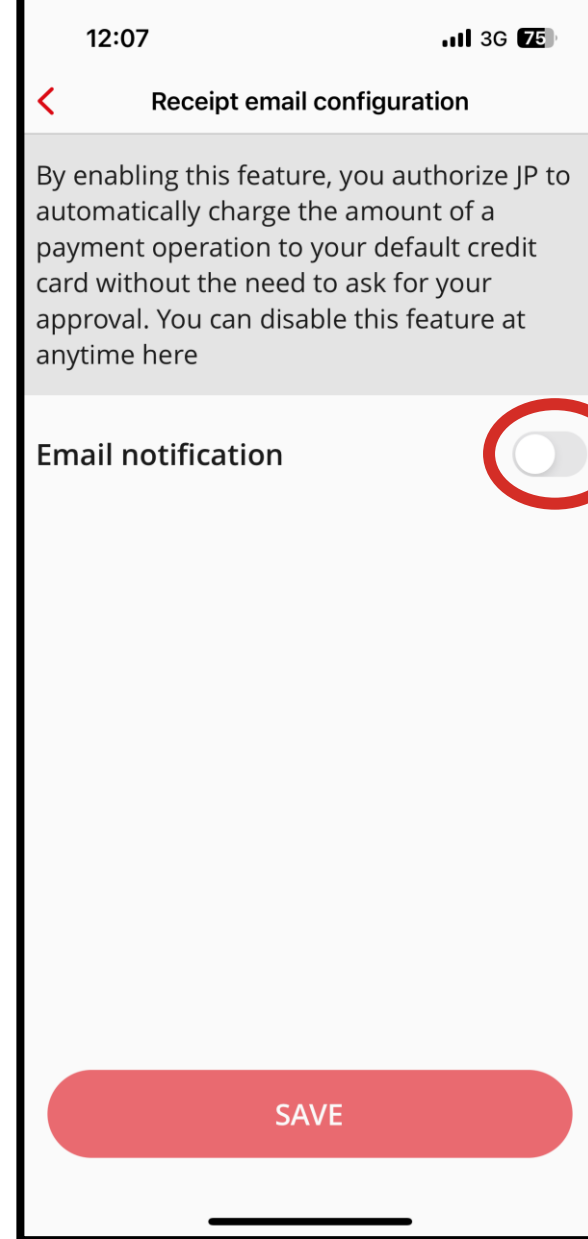 12:07 3G 75
Receipt email configuration
By enabling this feature, you authorize JP to
automatically charge the amount of a
payment operation to your default credit
card without the need to ask for your
approval. You can disable this feature at
anytime here
Email notification
SAVE